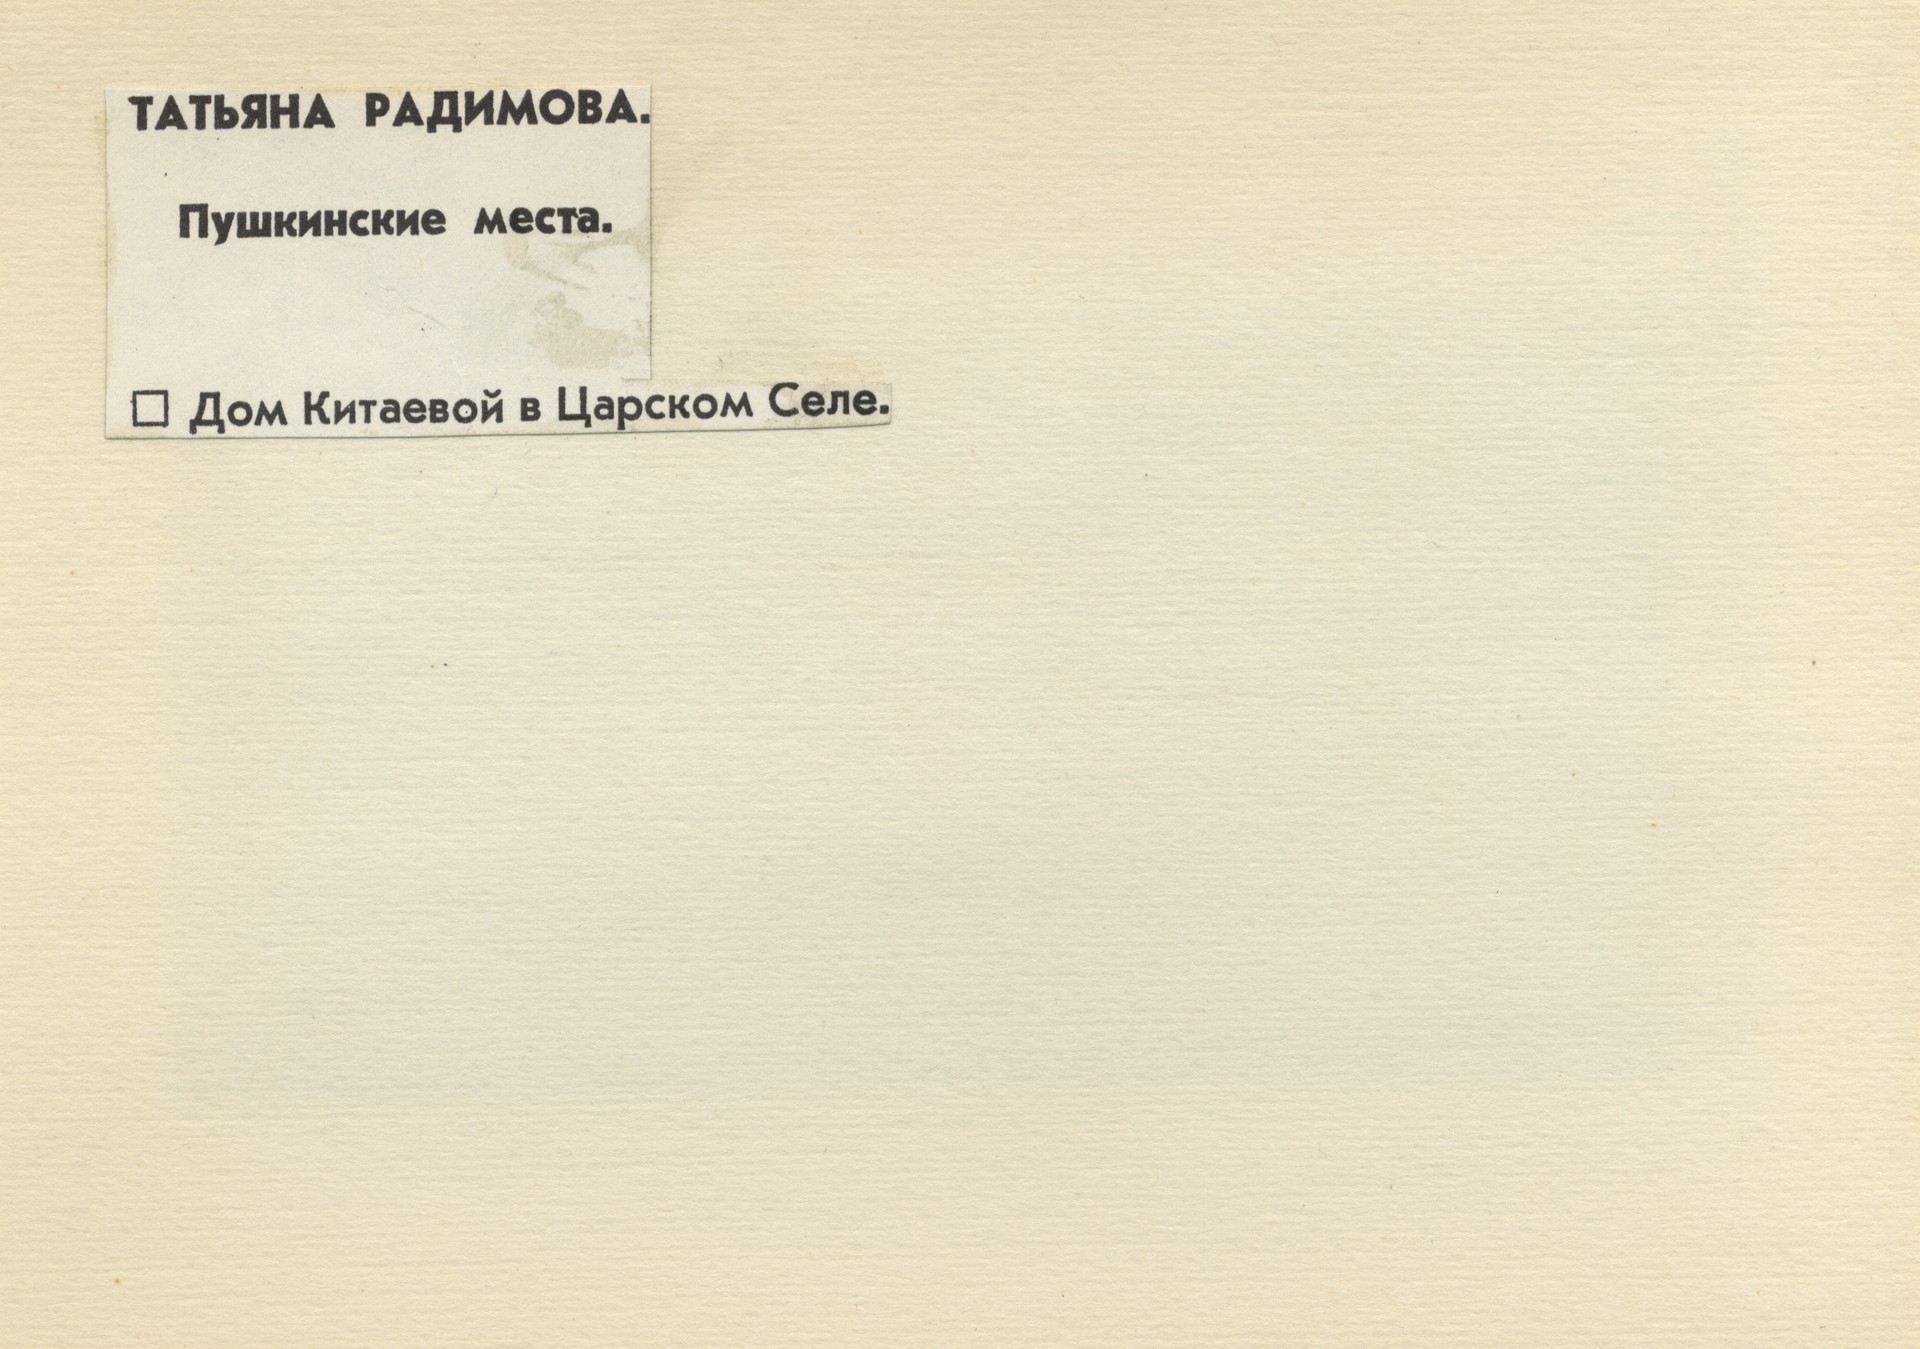 ТАТЬЯНА РАДИМОВА.
Пушкинские места.
□ Дом Китаевой в Царском Селе.